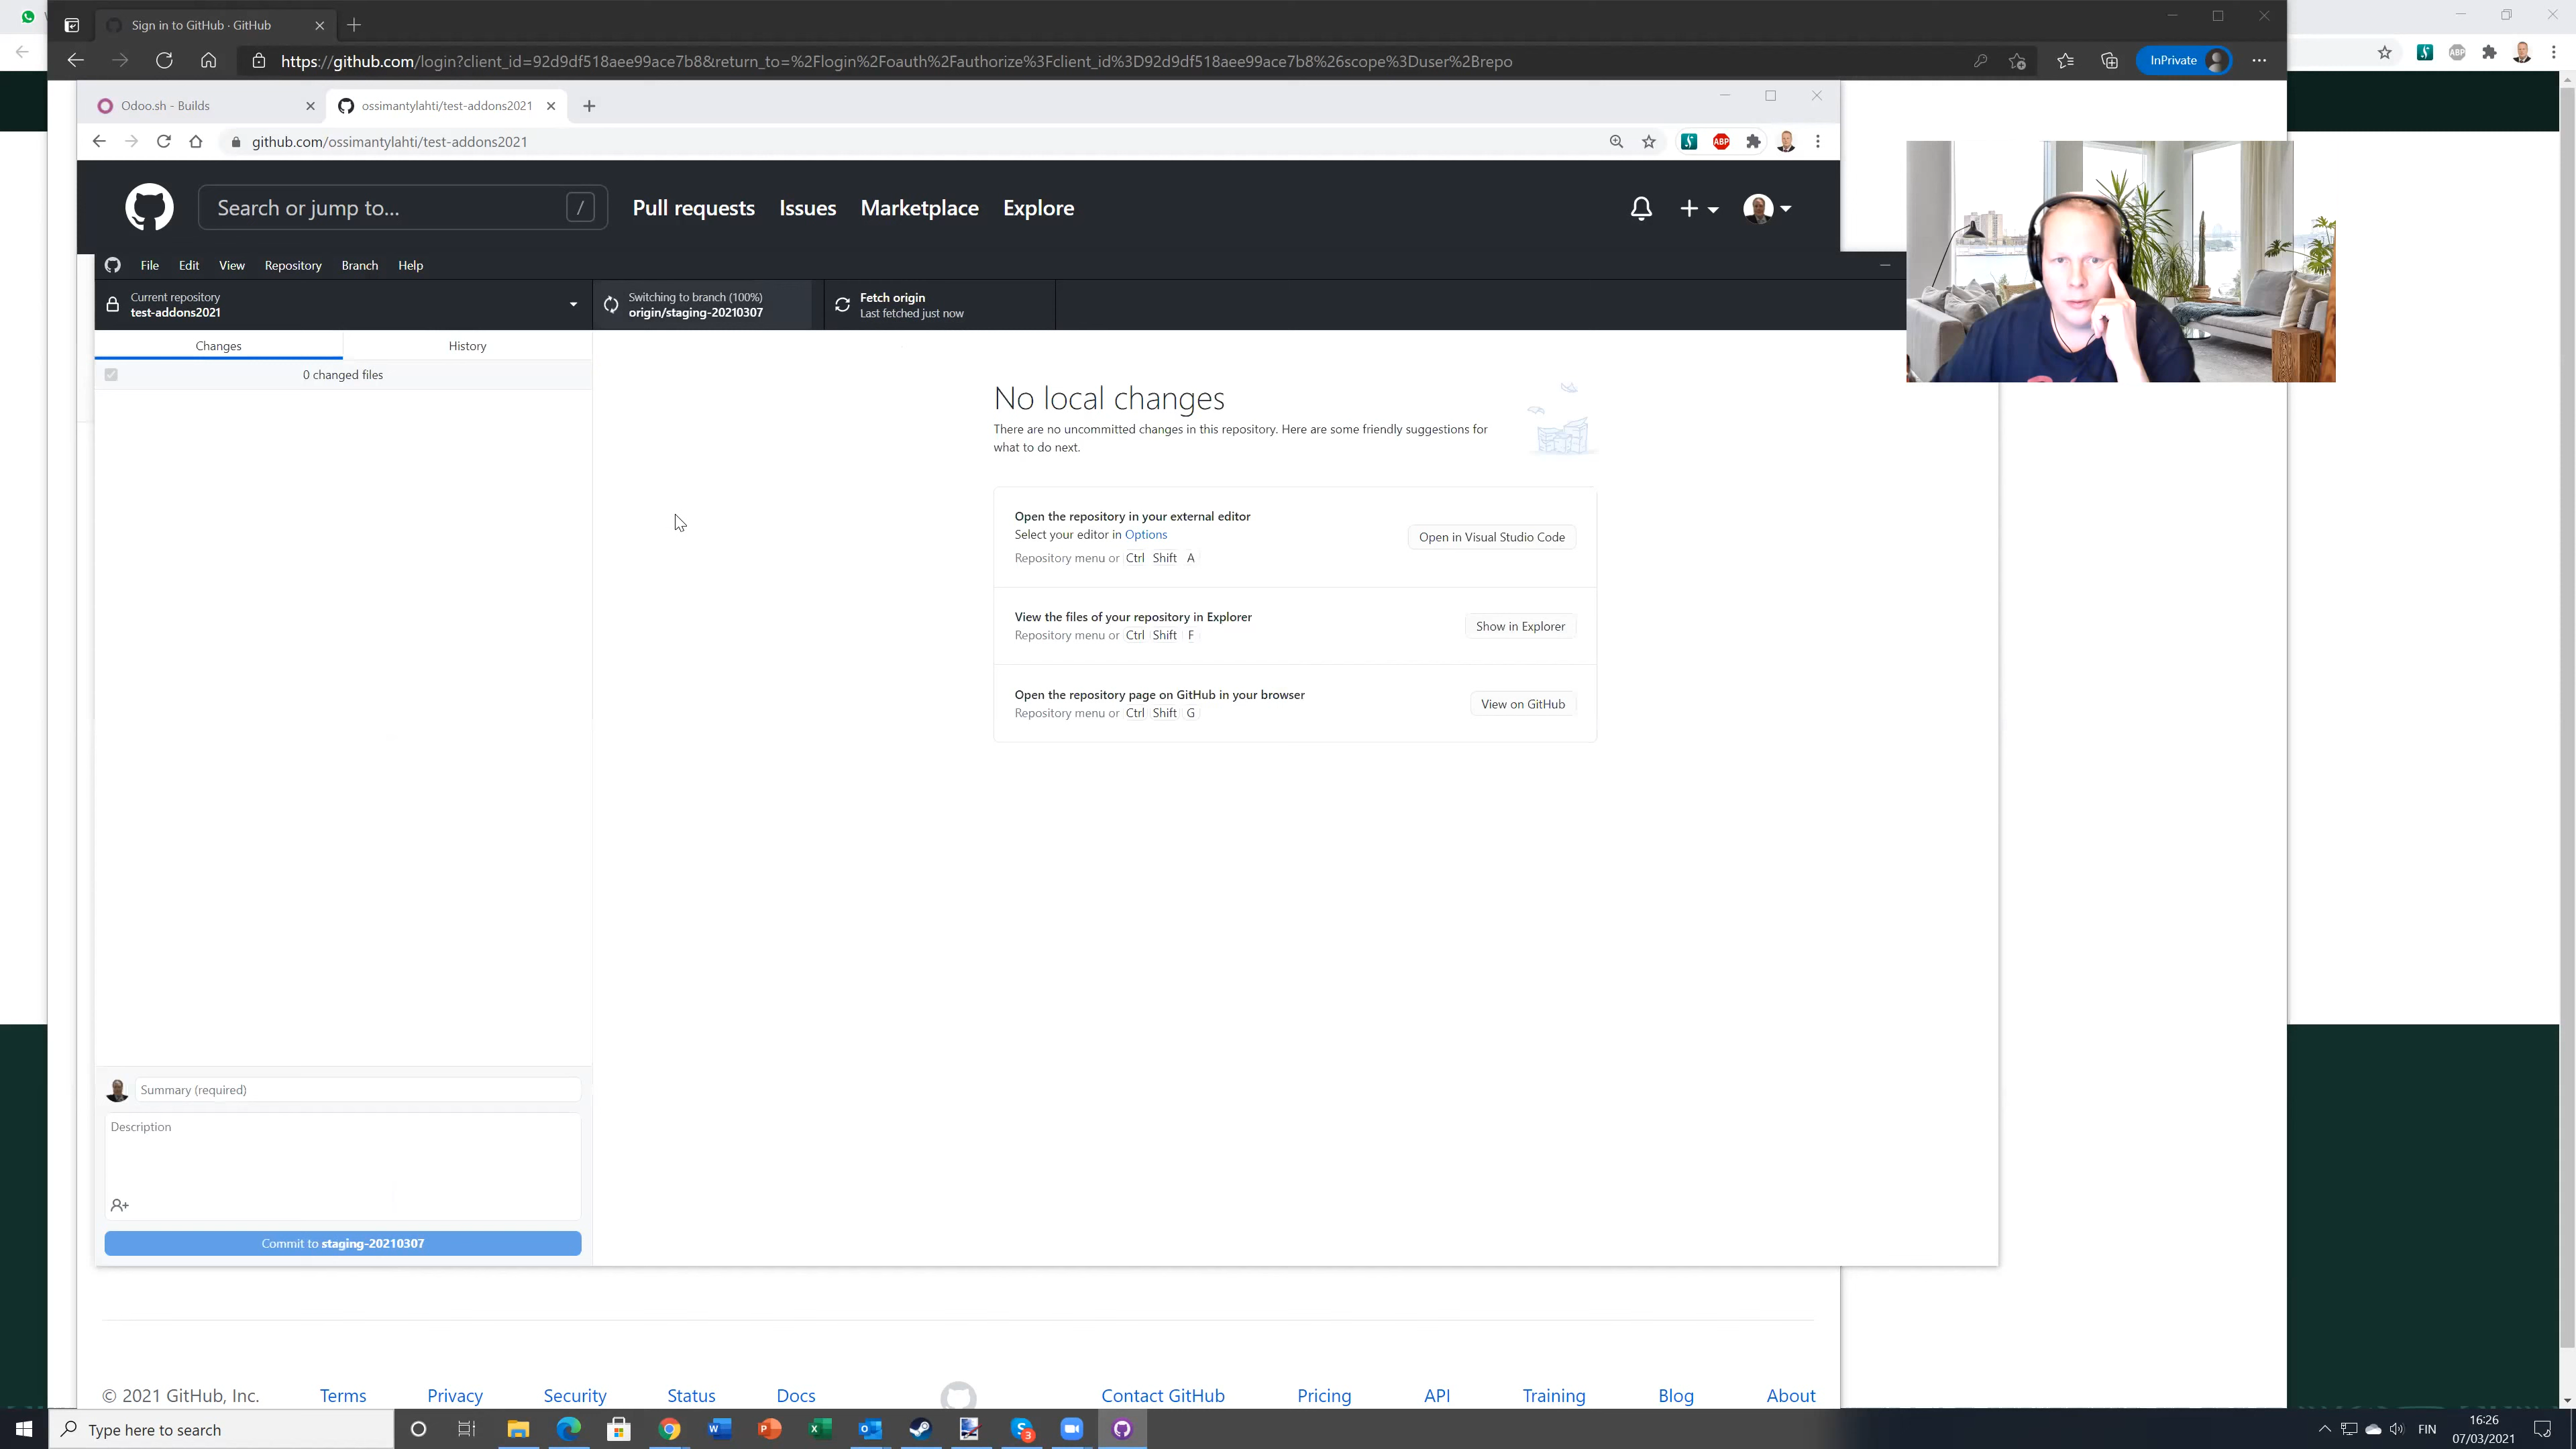 Sign in to GitHub · GitHub
https://github.com/login?client_id=92d9df518aee99ace7b8&return_to=%2Flogin%2Foauth%2Fauthorize%3Fclient_id%3D92d9df518aee99ace7b8%26scope%3Duser%2Brepo
InPrivate
Odoo.sh - Builds
ossimantylahti/test-addons2021
github.com/ossimantylahti/test-addons2021
ABP
ABP
Search or jump to...
/
Pull requests
Issues
Marketplace
Explore
File
Edit
View
Repository
Branch
Help
Current repository
test-addons2021
Switching to branch (100%)
origin/staging-20210307
Fetch origin
Last fetched just now
Changes
History
0 changed files
No local changes
There are no uncommitted changes in this repository. Here are some friendly suggestions for
what to do next.
Open the repository in your external editor
Select your editor in Options
Repository menu or Ctrl Shift A
Open in Visual Studio Code
View the files of your repository in Explorer
Repository menu or Ctrl Shift F
Show in Explorer
Open the repository page on GitHub in your browser
Repository menu or Ctrl Shift G
View on GitHub
Summary (required)
Description
Commit to staging-20210307
© 2021 GitHub, Inc.
Terms
Privacy
Security
Status
Docs
Contact GitHub
Pricing
API
Training
Blog
About
Type here to search
3
FIN
16:26
07/03/2021